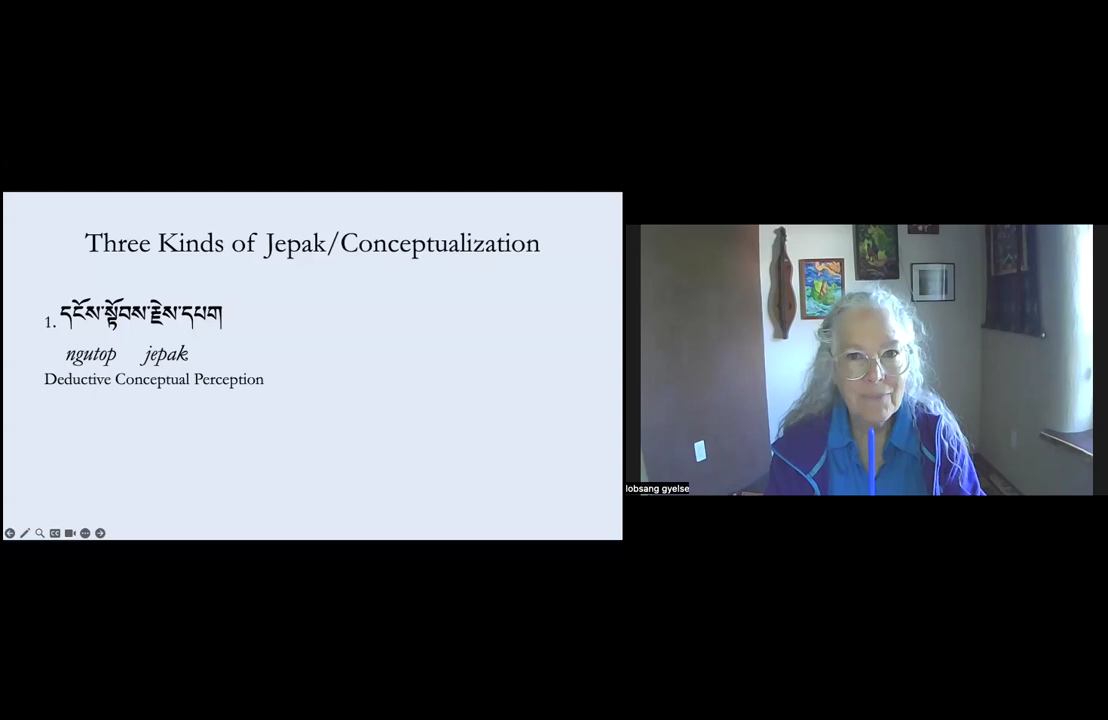 Three Kinds of Jepak/Conceptualization
1. དངོས་སྟོབས་རྗེས་དཔག
ngutop jepak
Deductive Conceptual Perception
lobsang gyelse